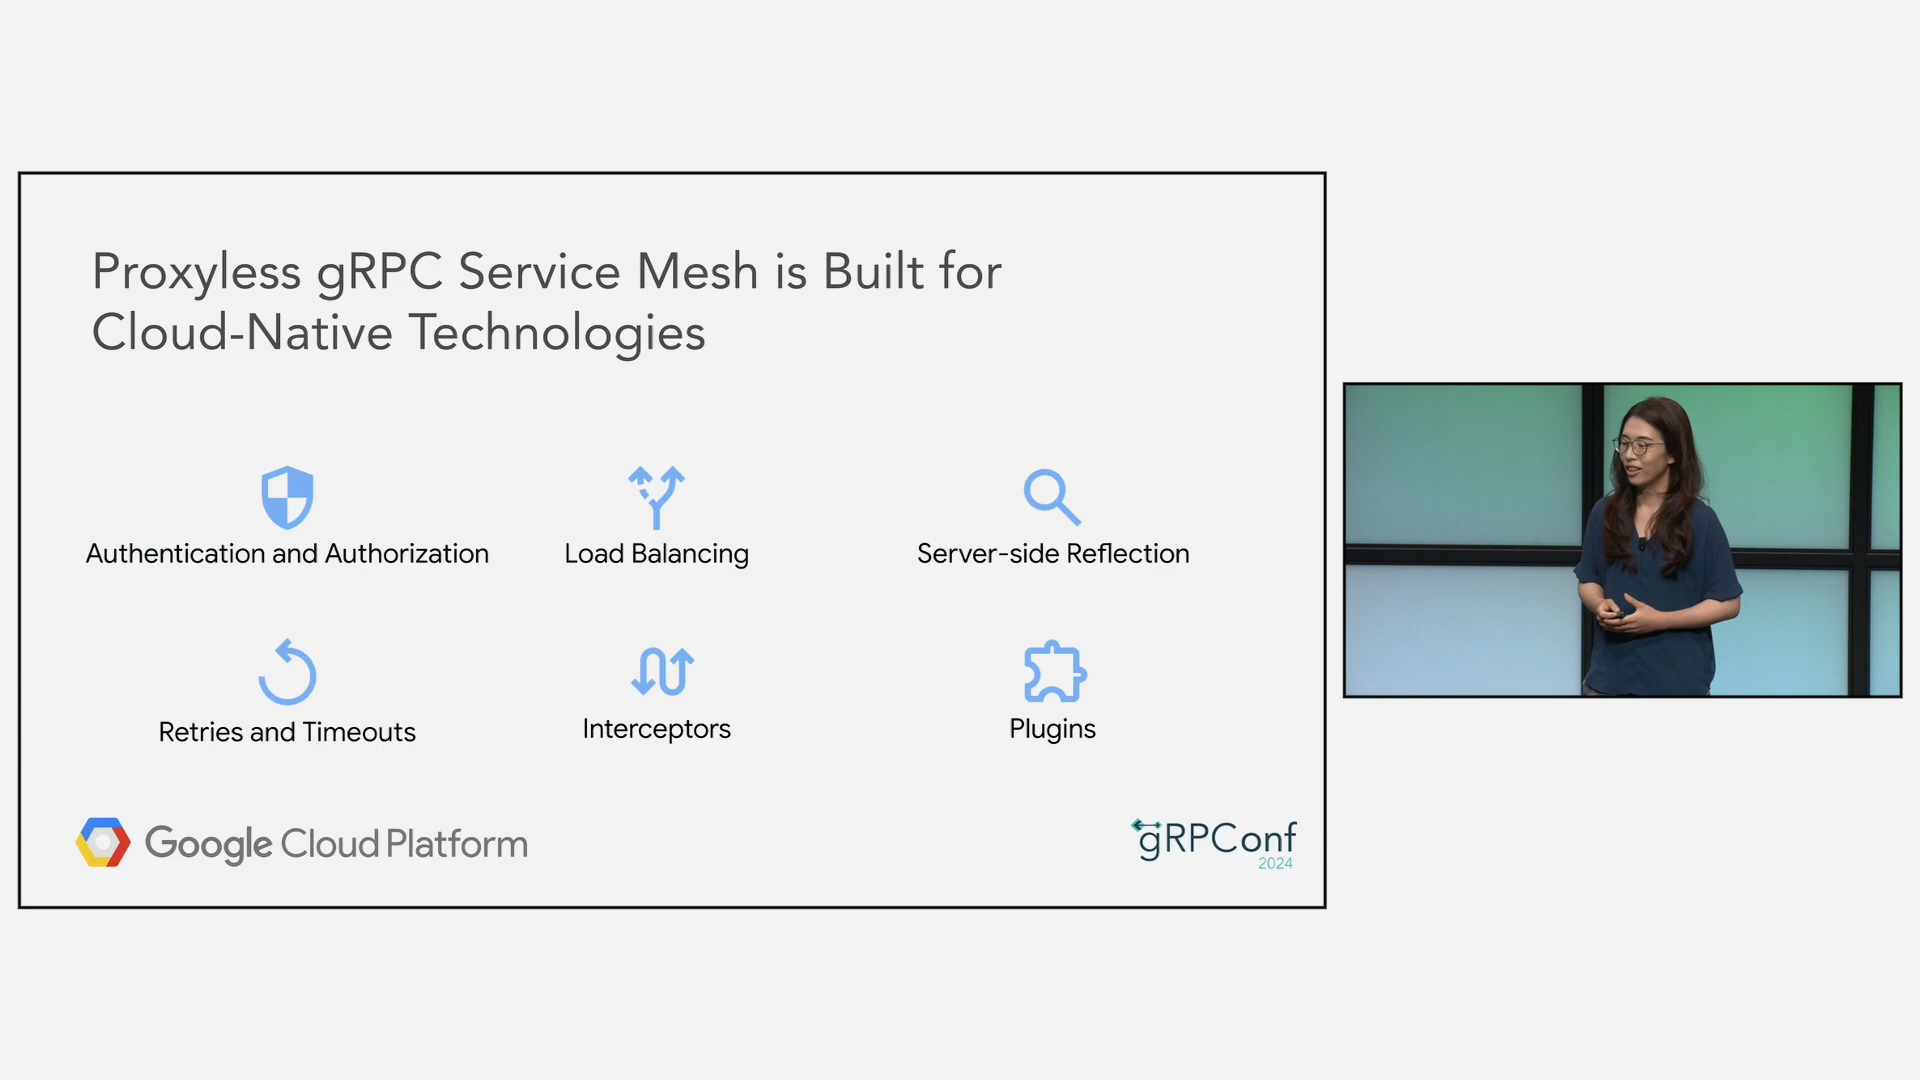 Proxyless gRPC Service Mesh is Built for
Cloud-Native Technologies
Authentication and Authorization
Load Balancing
Server-side Reflection
Retries and Timeouts
Interceptors
Plugins
Google Cloud Platform
gRPConf
2024